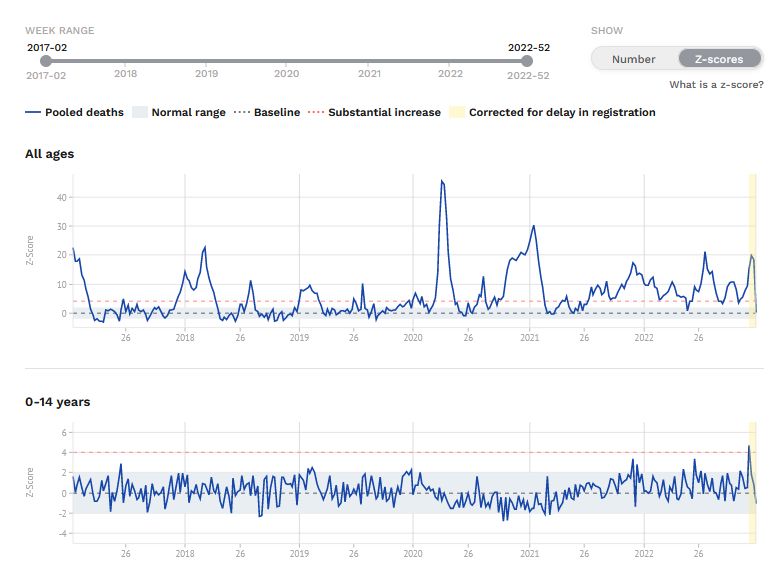 WEEK RANGE
SHOW
2017-02 2022-52
2017-02 2018 2019 2020 2021 2022 2022-52
Number Z-scores
What is a z-score?
Pooled deaths Normal range Baseline Substantial increase Corrected for delay in registration
All ages
Z-Score
40
30
20
10
0
26 2018 26 2019 26 2020 26 2021 26 2022 26
0-14 years
Z-Score
6
4
2
0
-2
-4
26 2018 26 2019 26 2020 26 2021 26 2022 26